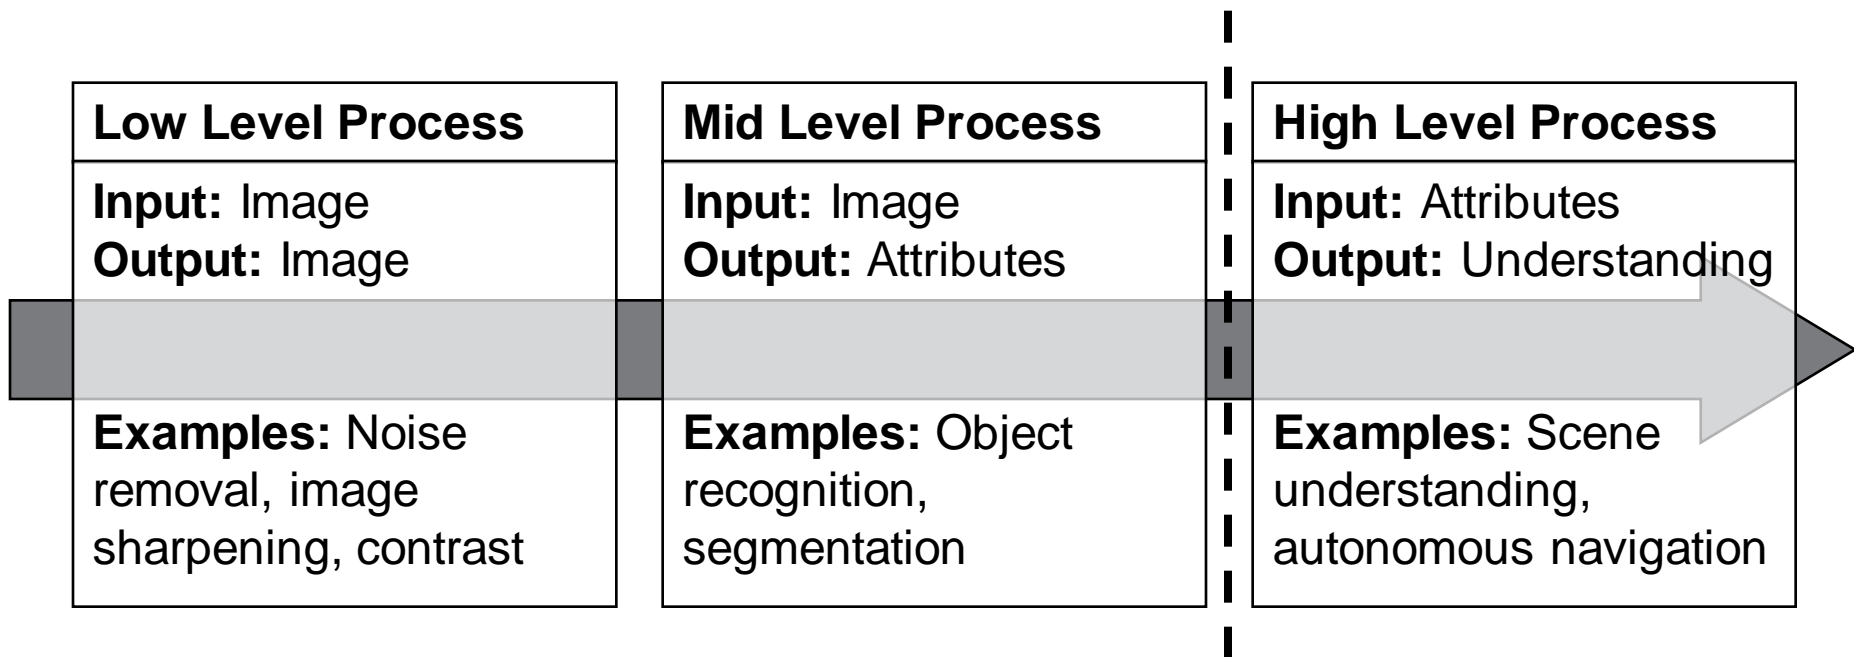 Low Level Process
Input: Image
Output: Image
Examples: Noise
removal, image
sharpening, contrast
Mid Level Process
Input: Image
Output: Attributes
Examples: Object
recognition,
segmentation
High Level Process
Input: Attributes
Output: Understanding
Examples: Scene
understanding,
autonomous navigation